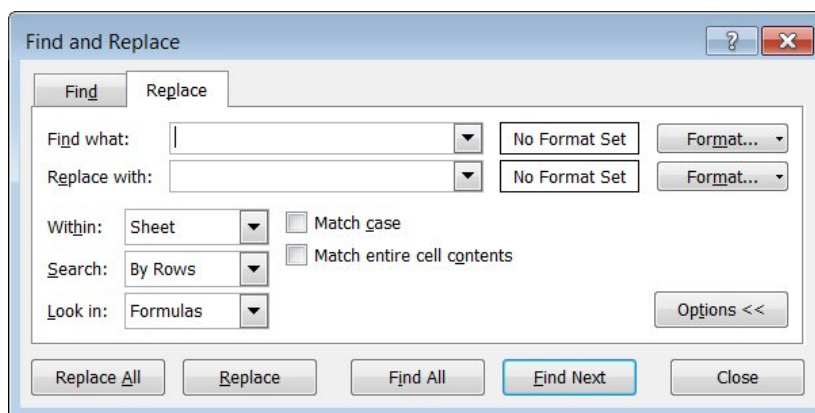 Find and Replace
Find Replace
Find what: No Format Set Format...
Replace with: No Format Set Format...
Within: Sheet Match case
Match entire cell contents
Search: By Rows
Look in: Formulas Options <<
Replace All Replace Find All Find Next Close